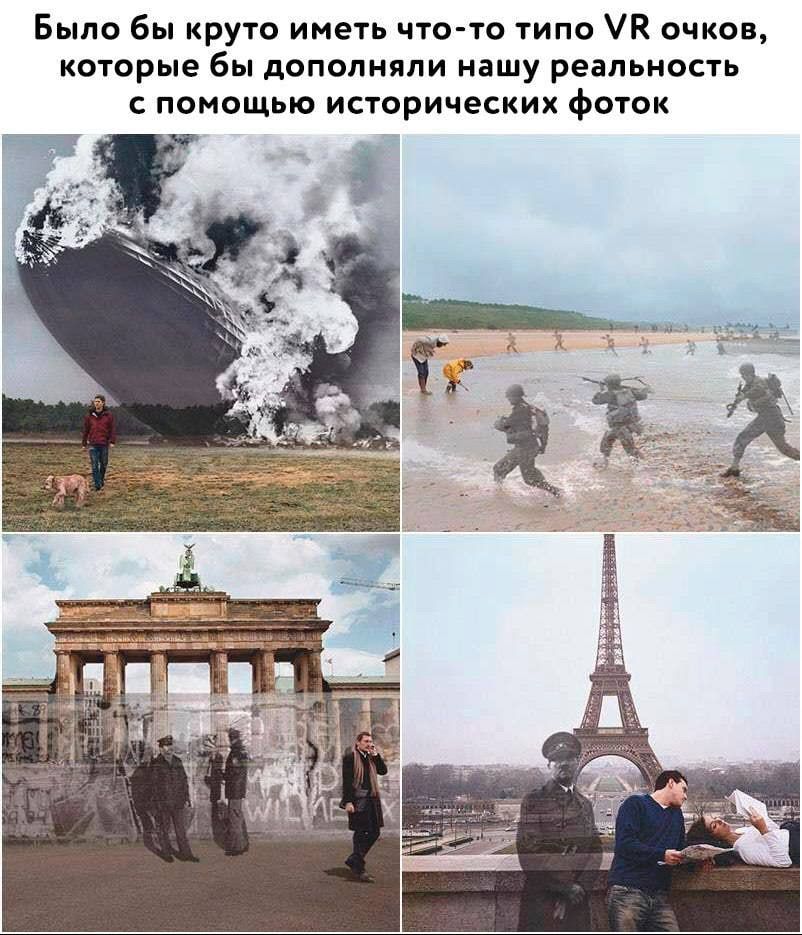 Было бы круто иметь что-то типо VR очков,
которые бы дополняли нашу реальность
с помощью исторических фоток